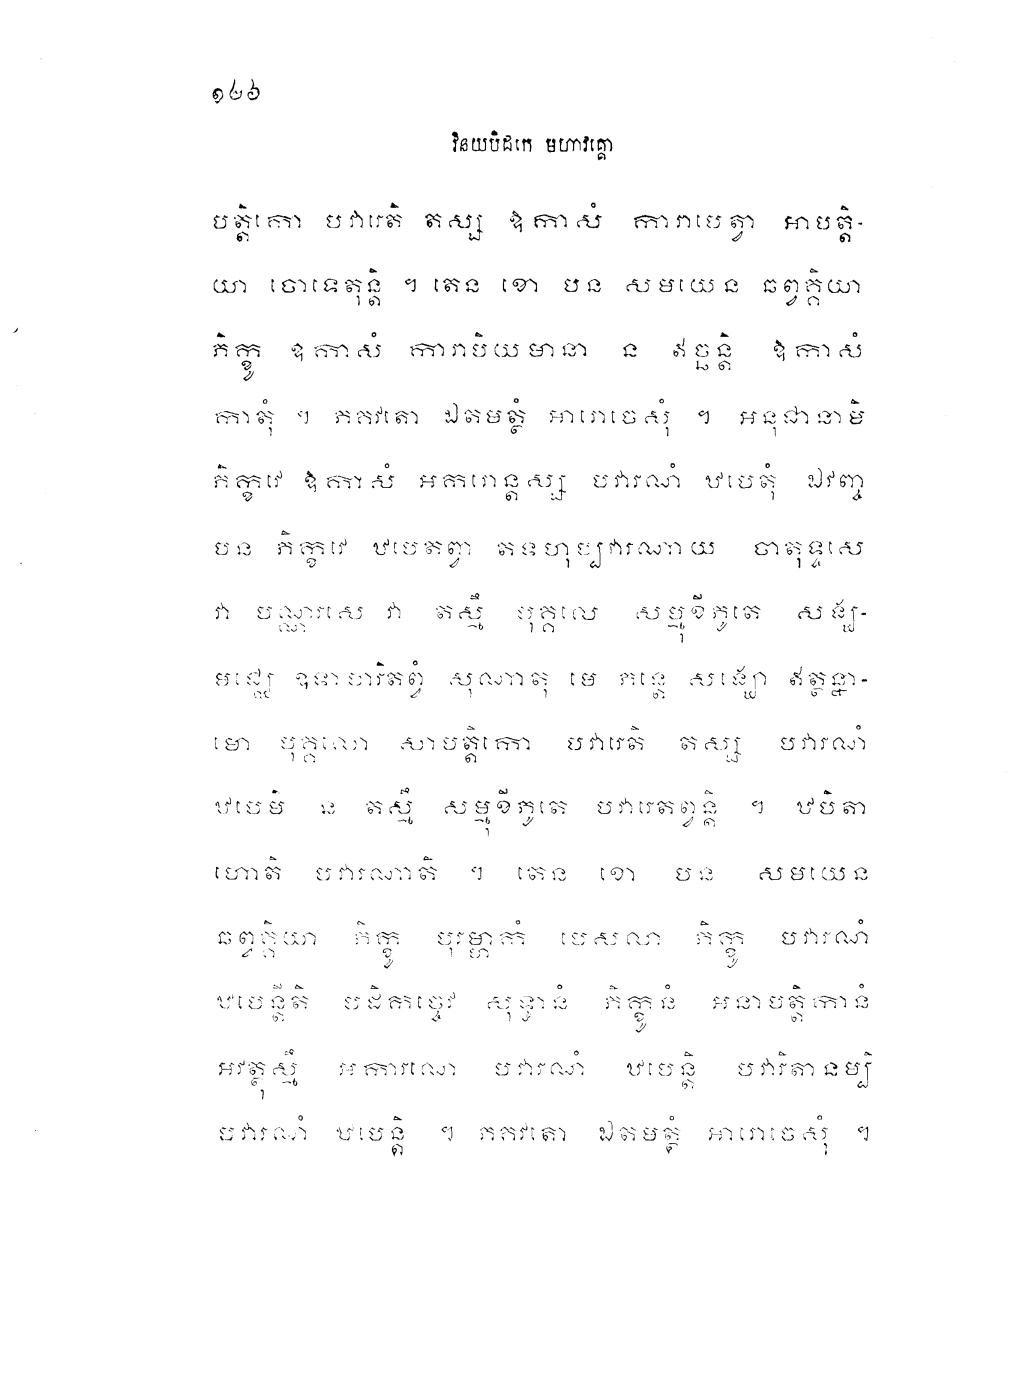 ១៤៦
វិនយបិដកេ មហាវគ្គោ
បត្តិកោ បវារេតិ តស្ស ឱកាសំ ការាបេត្វា អាបត្តិ-
យា ចោទេតុន្តិ ។ តេន ខោ បន សមយេន ឆព្វគ្គិយា
ភិក្ខូ ឱកាសំ ការាបិយមានា ន ឥច្ឆន្តិ ឱកាសំ
កាតុំ ។ ភគវតោ ឯតមត្ថំ អារោចេសុំ ។ អនុជានាមិ
ភិក្ខវេ ឱកាសំ អករោន្តស្ស បវារណំ ឋបេតុំ ឯវញ្ច
បន ភិក្ខវេ ឋបេតព្វា តទហុប្បវារណាយ ចាតុទ្ទសេ
វា បណ្ណរសេ វា តស្មឹ បុគ្គលេ សម្មុខីភូតេ សង្ឃ-
មជ្ឈេ ឧទាហរិតព្វំ សុណាតុ មេ ភន្តេ សង្ឃោ ឥត្ថន្នា-
មោ បុគ្គលោ សាបត្តិកោ បវារេតិ តស្ស បវារណំ
ឋបេមិ ន តស្មឹ សម្មុខីភូតេ បវារេតព្វន្តិ ។ ឋបិតា
ហោតិ បវារណាតិ ។ តេន ខោ បន សមយេន
ឆព្វគ្គិយា ភិក្ខូ បុរម្ហាកំ បេសលា ភិក្ខូ បវារណំ
ឋបេន្តីតិ បដិកច្ចេវ សុទ្ធានំ ភិក្ខូនំ អនាបត្តិកានំ
អវត្ថុស្មឹ អការណេ បវារណំ ឋបេន្តិ បវារិតានម្បិ
បវារណំ ឋបេន្តិ ។ ភគវតោ ឯតមត្ថំ អារោចេសុំ ។